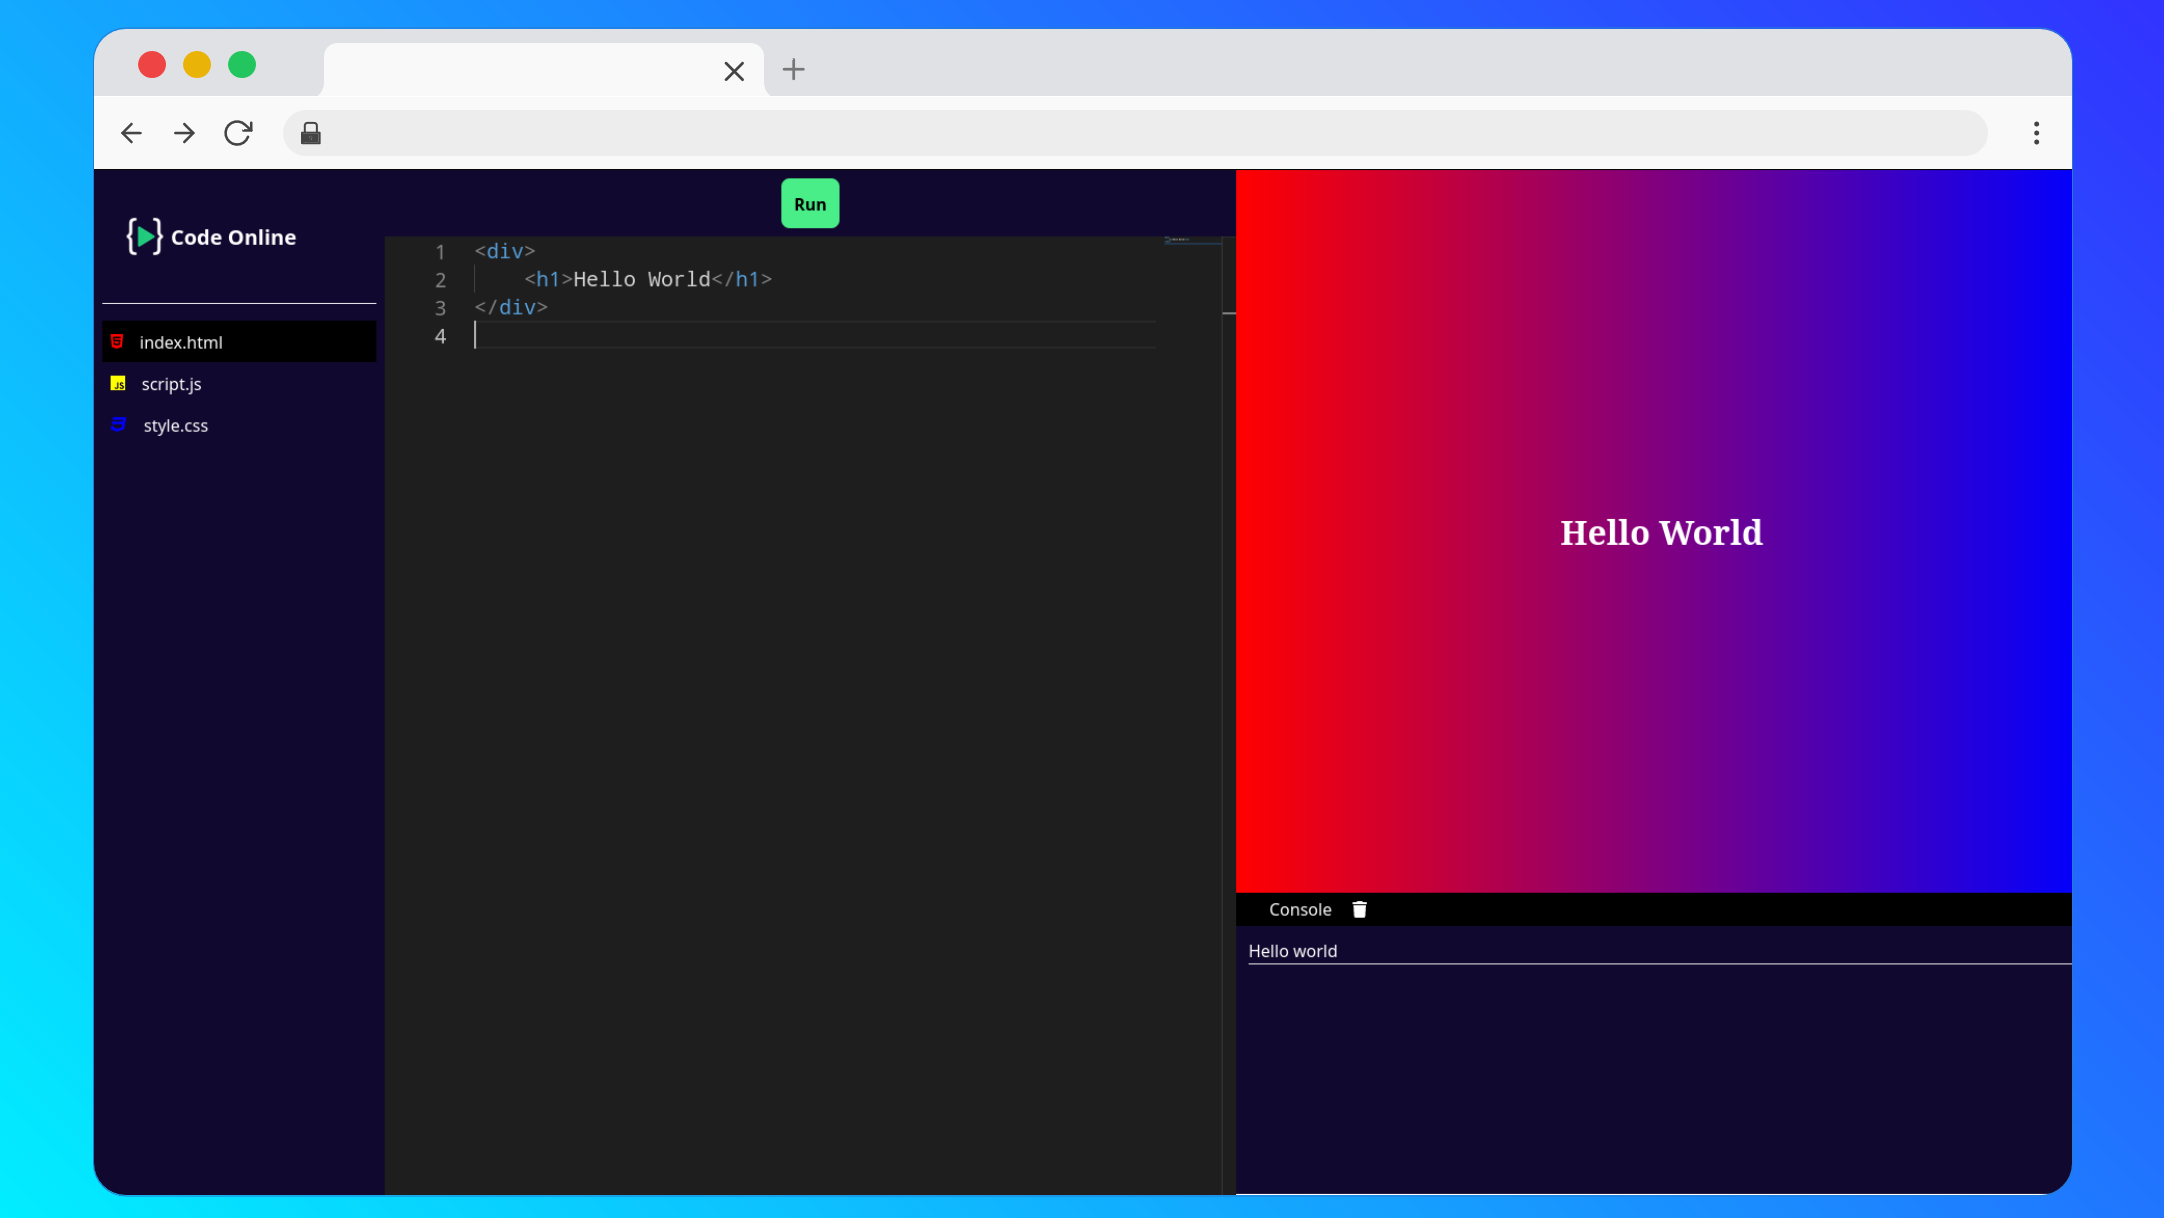 Run
Code Online
index.html
script.js
style.css
1 <div>
2     <h1>Hello World</h1>
3 </div>
4
Hello World
Console
Hello world